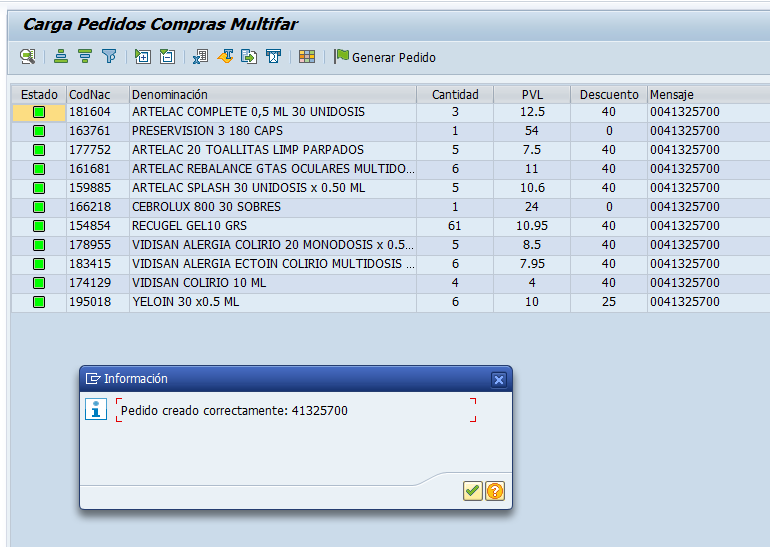 Carga Pedidos Compras Multifar
Generar Pedido
Estado CodNac Denominación Cantidad PVL Descuento Mensaje
181604 ARTELAC COMPLETE 0,5 ML 30 UNIDOSIS 3 12.5 40 0041325700
163761 PRESERVISION 3 180 CAPS 1 54 0 0041325700
177752 ARTELAC 20 TOALLITAS LIMP PARPADOS 5 7.5 40 0041325700
161681 ARTELAC REBALANCE GTAS OCULARES MULTIDO... 6 11 40 0041325700
159885 ARTELAC SPLASH 30 UNIDOSIS x 0.50 ML 5 10.6 40 0041325700
166218 CEBROLUX 800 30 SOBRES 1 24 0 0041325700
154854 RECUGEL GEL10 GRS 61 10.95 40 0041325700
178955 VIDISAN ALERGIA COLIRIO 20 MONODOSIS x 0.5... 5 8.5 40 0041325700
183415 VIDISAN ALERGIA ECTOIN COLIRIO MULTIDOSIS ... 6 7.95 40 0041325700
174129 VIDISAN COLIRIO 10 ML 4 4 40 0041325700
195018 YELOIN 30 x0.5 ML 6 10 25 0041325700
Información
Pedido creado correctamente: 41325700